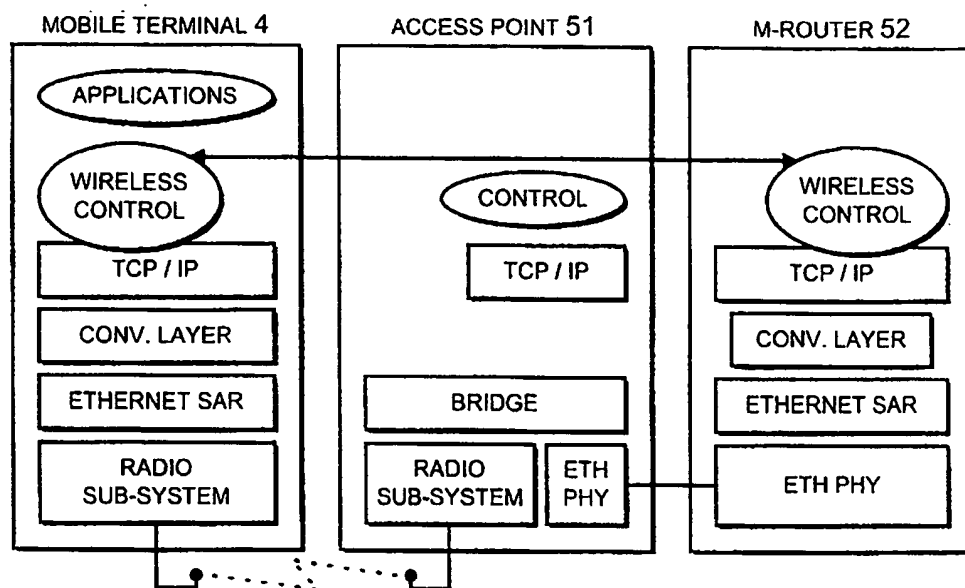 MOBILE TERMINAL 4
APPLICATIONS
WIRELESS
CONTROL
TCP / IP
CONV. LAYER
ETHERNET SAR
RADIO
SUB-SYSTEM
ACCESS POINT 51
CONTROL
TCP / IP
BRIDGE
RADIO
SUB-SYSTEM
ETH
PHY
M-ROUTER 52
WIRELESS
CONTROL
TCP / IP
CONV. LAYER
ETHERNET SAR
ETH PHY